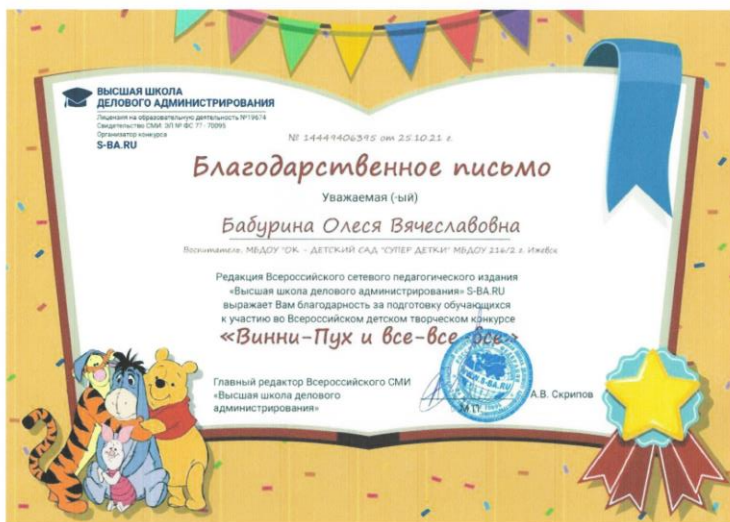 ВЫСШАЯ ШКОЛА
ДЕЛОВОГО АДМИНИСТРИРОВАНИЯ
Лицензия на образовательную деятельность №19674
Свидетельство СМИ ЭЛ № ФС 77 - 70095
Организатор конкурса
S-BA.RU
№ 14449406395 от 25.10.21 г.
Благодарственное письмо
Уважаемая (-ый)
Бабурина Олеся Вячеславовна
Воспитатель, МБДОУ "ОК - ДЕТСКИЙ САД "СУПЕР ДЕТКИ" МБДОУ 216/2 г. Ижевск
Редакция Всероссийского сетевого педагогического издания
«Высшая школа делового администрирования» S-BA.RU
выражает Вам благодарность за подготовку обучающихся
к участию во Всероссийском детском творческом конкурсе
«Винни-Пух и все-все-все»
Главный редактор Всероссийского СМИ
«Высшая школа делового
администрирования»
S-BA.RU
М.П.
А.В. Скрипов